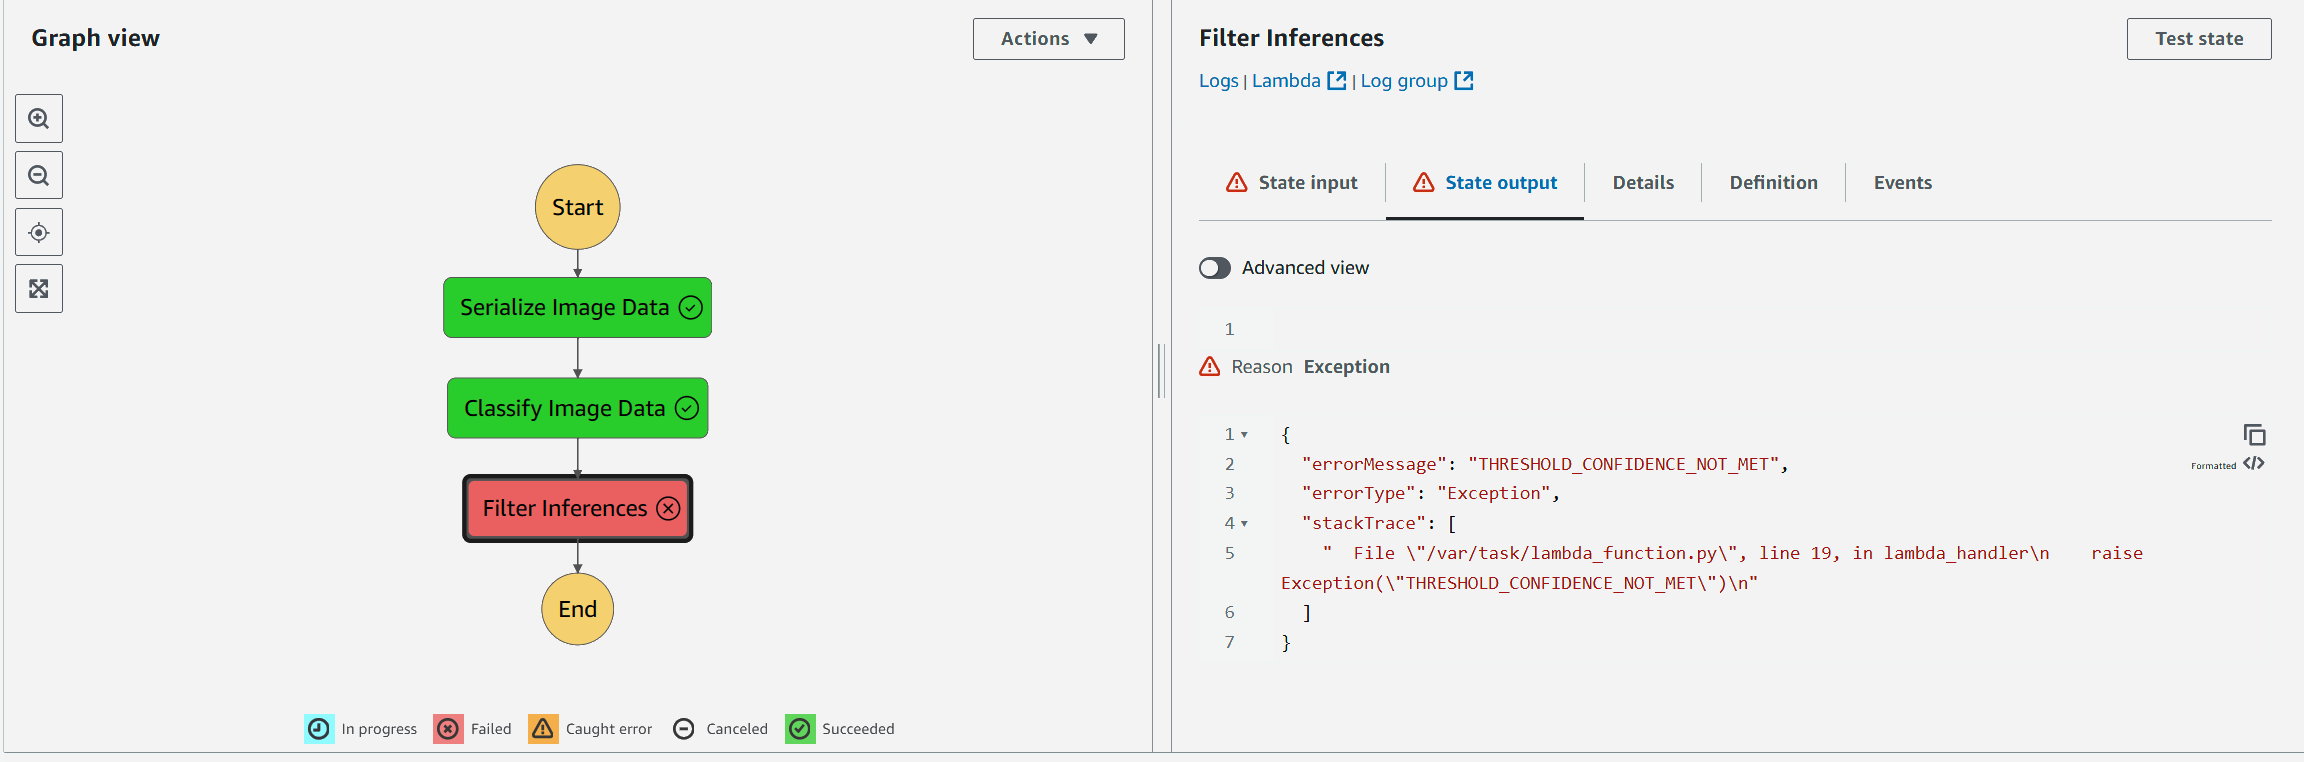 Graph view
Actions
Start
Serialize Image Data
Classify Image Data
Filter Inferences
End
In progress
Failed
Caught error
Canceled
Succeeded
Filter Inferences
Test state
Logs | Lambda | Log group
State input
State output
Details
Definition
Events
Advanced view
1
Reason Exception
1 {
2 "errorMessage": "THRESHOLD_CONFIDENCE_NOT_MET",
Formatted
3 "errorType": "Exception",
4 "stackTrace": [
5 "  File \"/var/task/lambda_function.py\", line 19, in lambda_handler\n    raise
Exception(\"THRESHOLD_CONFIDENCE_NOT_MET\")\n"
6 ]
7 }